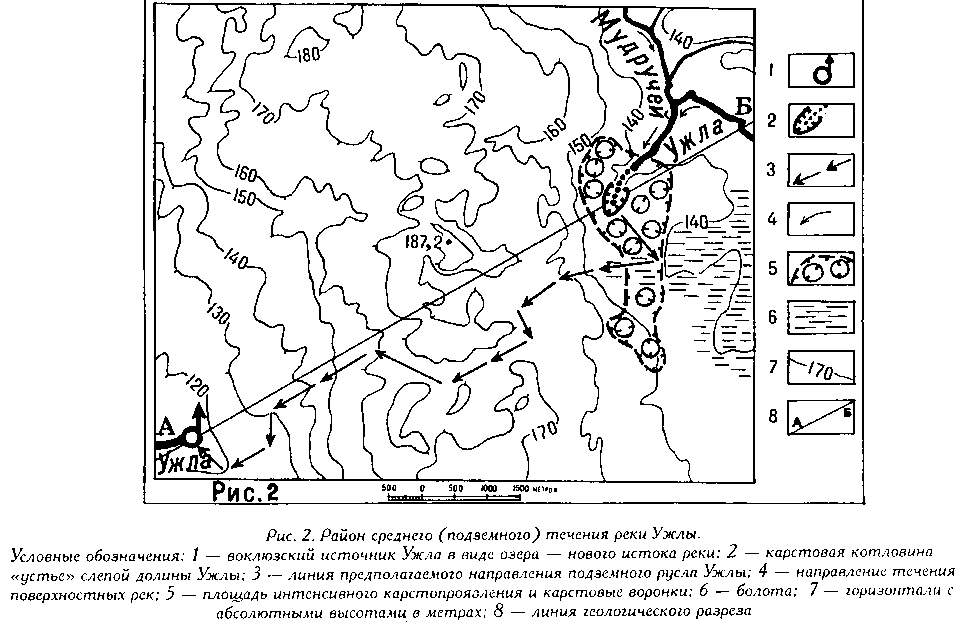 180
170
160
150
140
130
120
187,2
170
160
150
140
140
140
170
Мудручей
Ужла
Б
А
Ужла
1
2
3
4
5
6
7
170
8
А
Б
Рис. 2
500 0 500 1000 1500 метров
Рис. 2. Район среднего (подземного) течения реки Ужлы.
Условные обозначения: 1 — воклюзский источник Ужла в виде озера — нового истока реки; 2 — карстовая котловина
«устье» слепой долины Ужлы; 3 — линия предполагаемого направления подземного русла Ужлы; 4 — направление течения
поверхностных рек; 5 — площадь интенсивного карстопроявления и карстовые воронки; 6 — болота; 7 — горизонтали с
абсолютными высотами в метрах; 8 — линия геологического разреза